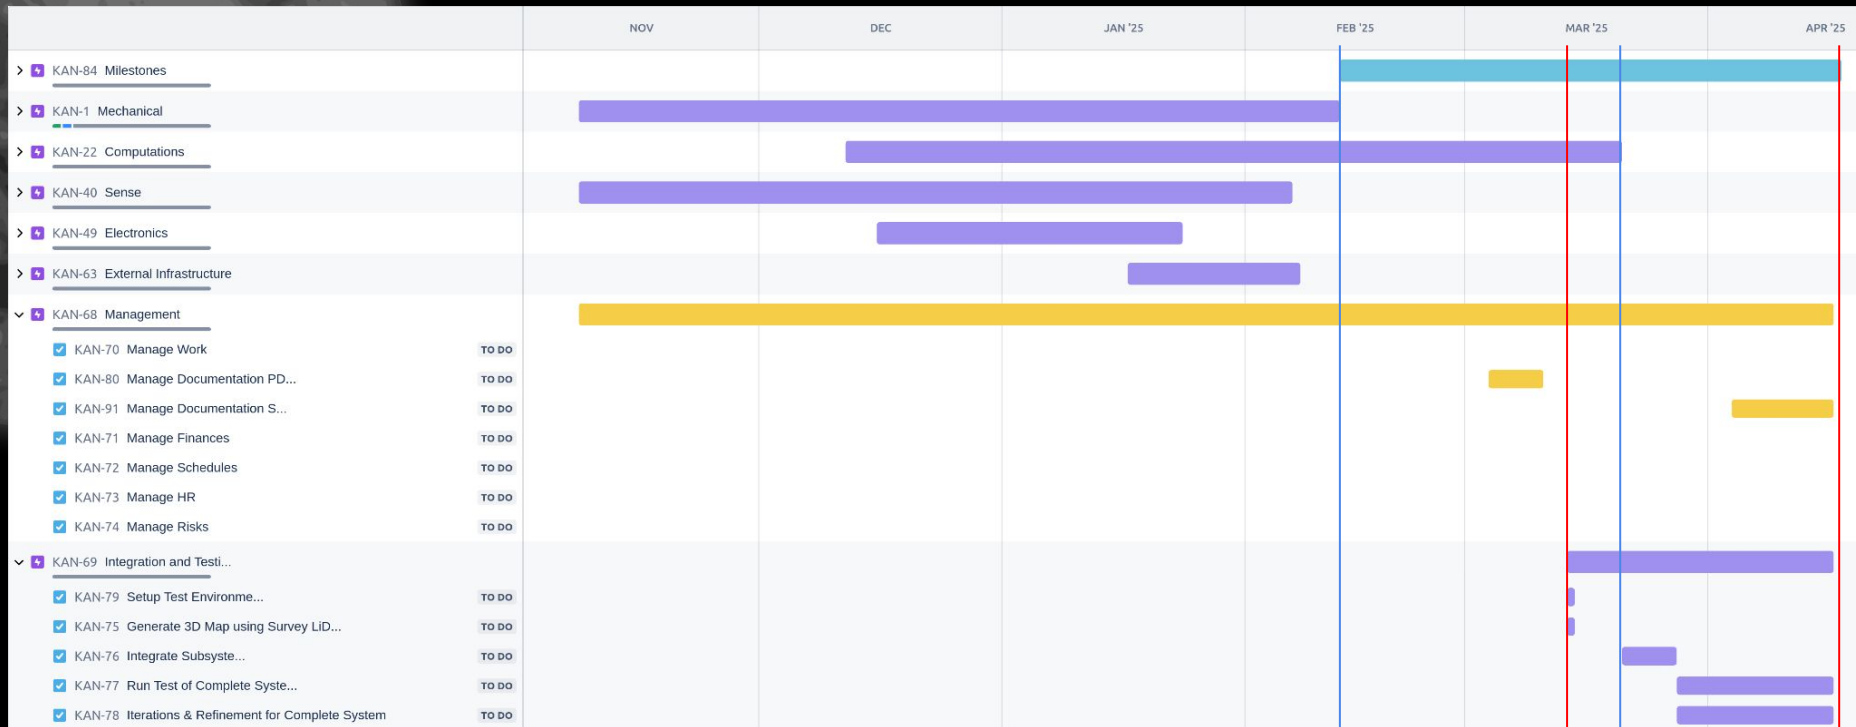 NOV DEC JAN '25 FEB '25 MAR '25 APR '25
KAN-84 Milestones
KAN-1 Mechanical
KAN-22 Computations
KAN-40 Sense
KAN-49 Electronics
KAN-63 External Infrastructure
KAN-68 Management
KAN-70 Manage Work TO DO
KAN-80 Manage Documentation PD... TO DO
KAN-91 Manage Documentation S... TO DO
KAN-71 Manage Finances TO DO
KAN-72 Manage Schedules TO DO
KAN-73 Manage HR TO DO
KAN-74 Manage Risks TO DO
KAN-69 Integration and Testi...
KAN-79 Setup Test Environme... TO DO
KAN-75 Generate 3D Map using Survey LiD... TO DO
KAN-76 Integrate Subsyste... TO DO
KAN-77 Run Test of Complete Syste... TO DO
KAN-78 Iterations & Refinement for Complete System TO DO